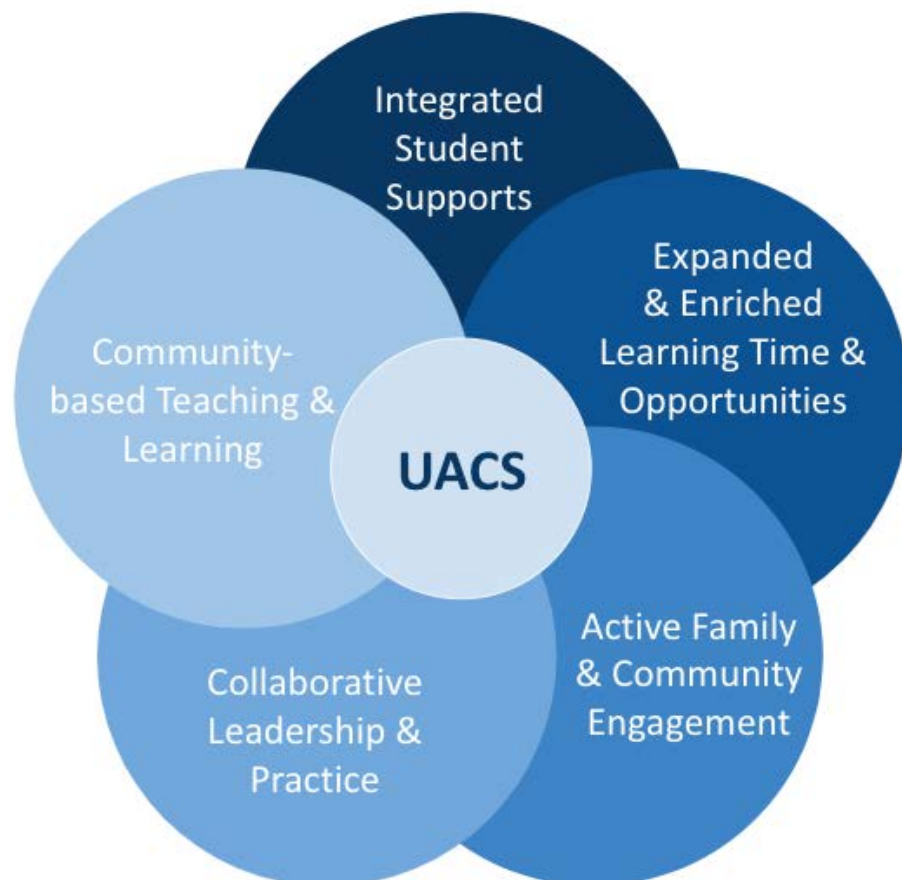 Integrated
Student
Supports
Expanded
& Enriched
Learning Time &
Opportunities
Community-
based Teaching &
Learning
UACS
Active Family
& Community
Engagement
Collaborative
Leadership &
Practice